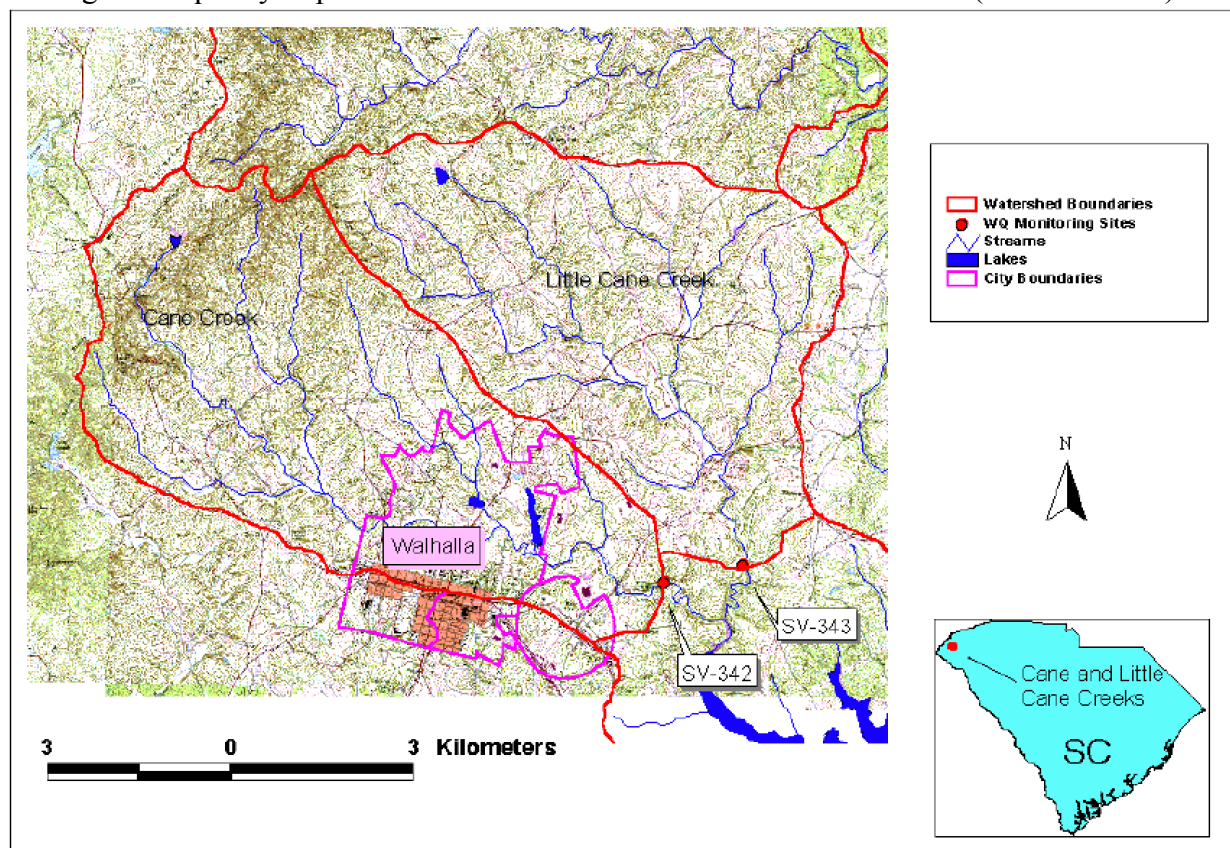 Watershed Boundaries
WQ Monitoring Sites
Streams
Lakes
City Boundaries
Little Cane Creek
Cane Creek
Walhalla
N
SV-343
SV-342
Cane and Little
Cane Creeks
SC
3 0 3 Kilometers